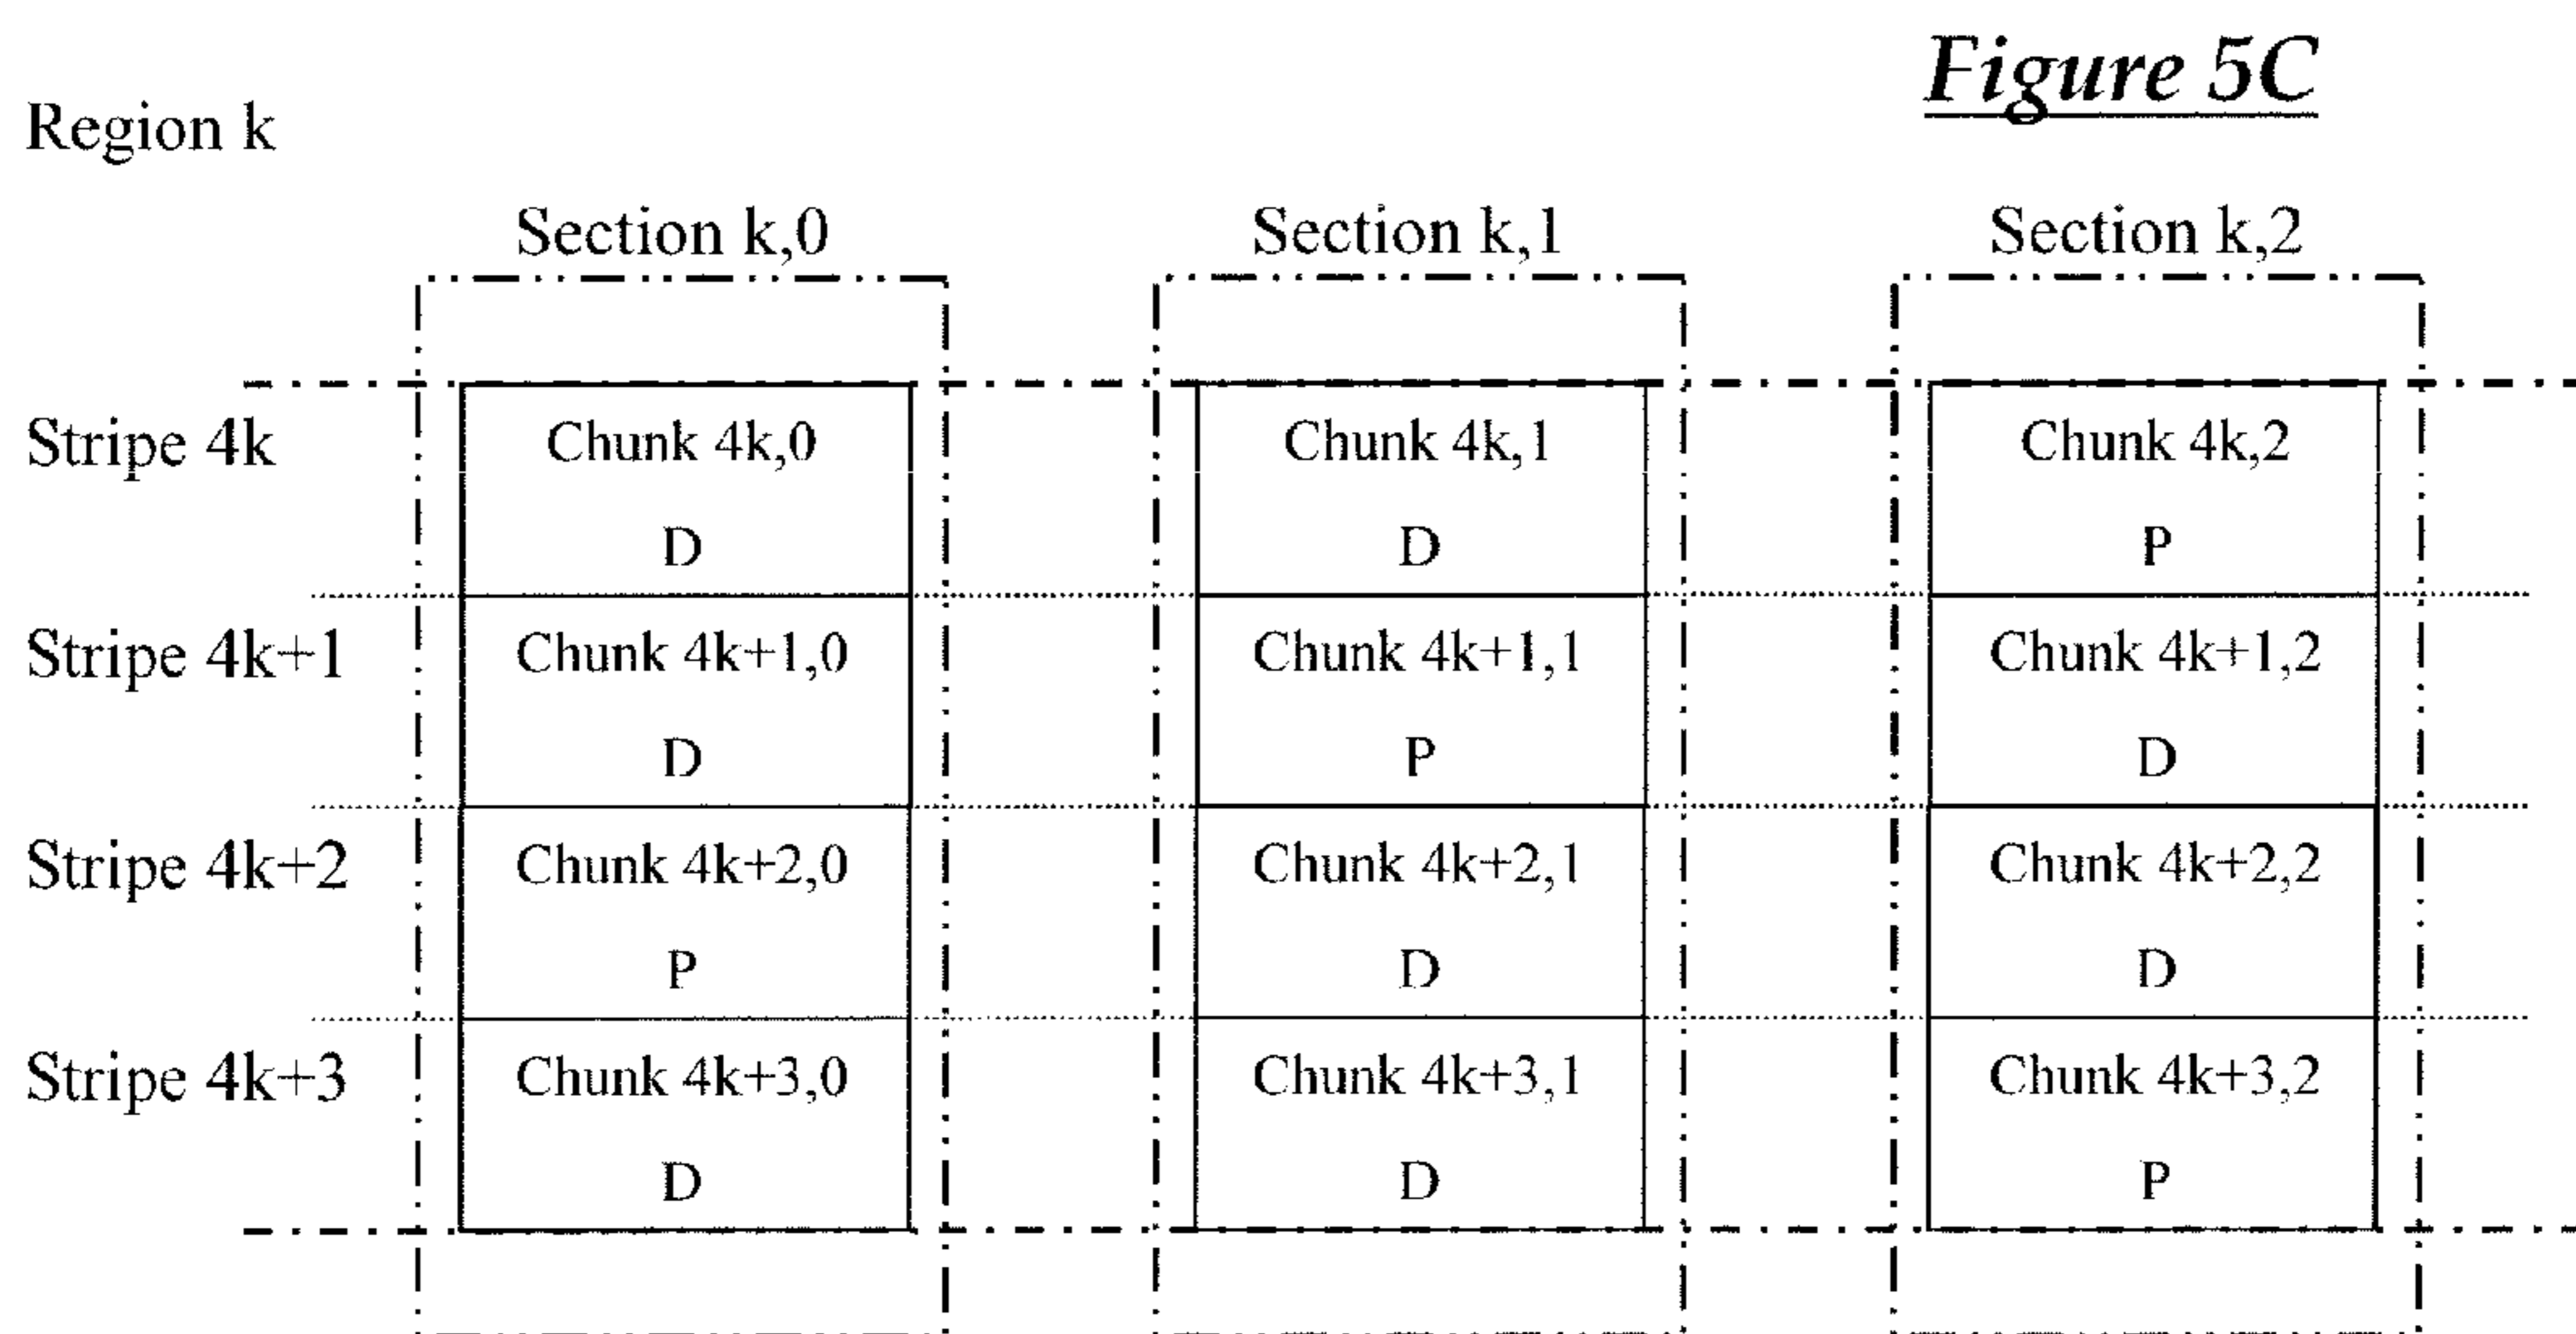 Figure 5C
Region k
Section k,0 Section k,1 Section k,2
Stripe 4k Chunk 4k,0 Chunk 4k,1 Chunk 4k,2
D D P
Stripe 4k+1 Chunk 4k+1,0 Chunk 4k+1,1 Chunk 4k+1,2
D P D
Stripe 4k+2 Chunk 4k+2,0 Chunk 4k+2,1 Chunk 4k+2,2
P D D
Stripe 4k+3 Chunk 4k+3,0 Chunk 4k+3,1 Chunk 4k+3,2
D D P